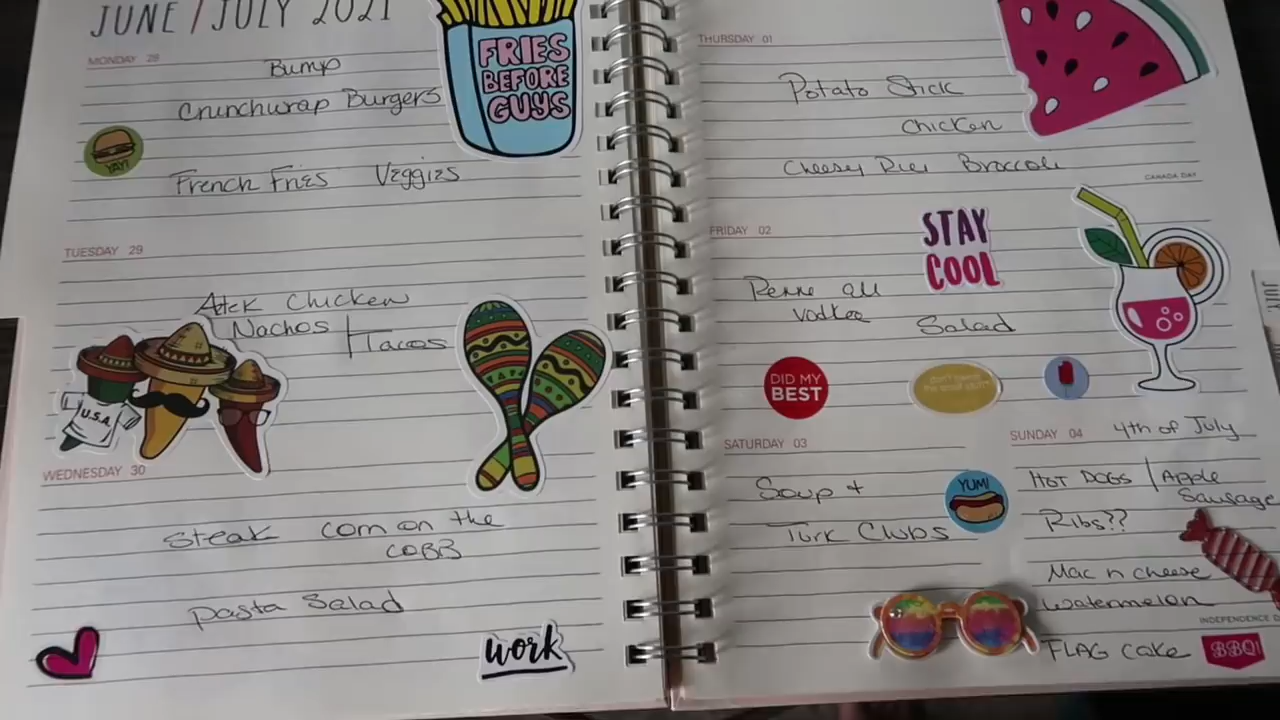 JUNE / JULY 2021
MONDAY 28
Bump
Crunchwrap Burgers
YAY!
French Fries Veggies
FRIES
BEFORE
GUYS
TUESDAY 29
Chicken
Nachos | Tacos
U.S.A.
WEDNESDAY 30
Steak corn on the
COBB
pasta Salad
work
THURSDAY 01
Potato Stick
Chicken
Cheesy Rice Broccoli
CANADA DAY
FRIDAY 02
STAY
COOL
Penne alla
vodka
Salad
DID MY
BEST
SATURDAY 03
Soup +
Turk Clubs
YUM!
SUNDAY 04 4th of July
HOT DOGS | Apple
Sausage
Ribs??
Mac n cheese
watermelon
INDEPENDENCE D
FLAG cake
BBQ!